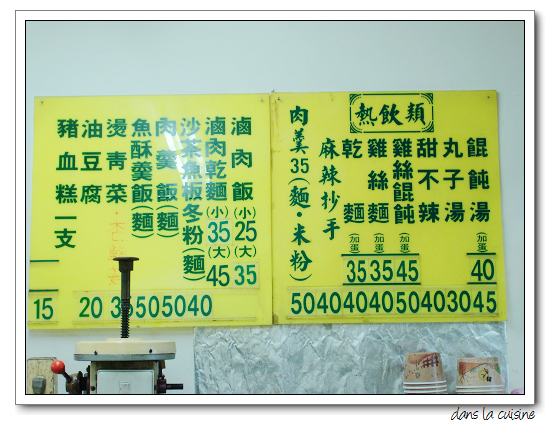 熱飲類
餛飩湯(加蛋)40 45
丸子湯 30
甜不辣 40
雞絲餛飩(加蛋)45 50
雞絲麵(加蛋)35 40
乾麵(加蛋)35 40
麻辣抄手 40
肉羹35(麵·米粉) 50
滷肉飯(小)25(大)35
滷肉乾麵(小)35(大)45
沙茶魚板冬粉(麵) 40
肉羹飯(麵) 50
魚酥羹飯(麵) 50
燙青菜 35
油豆腐 20
豬血糕一支 15
dans la cuisine